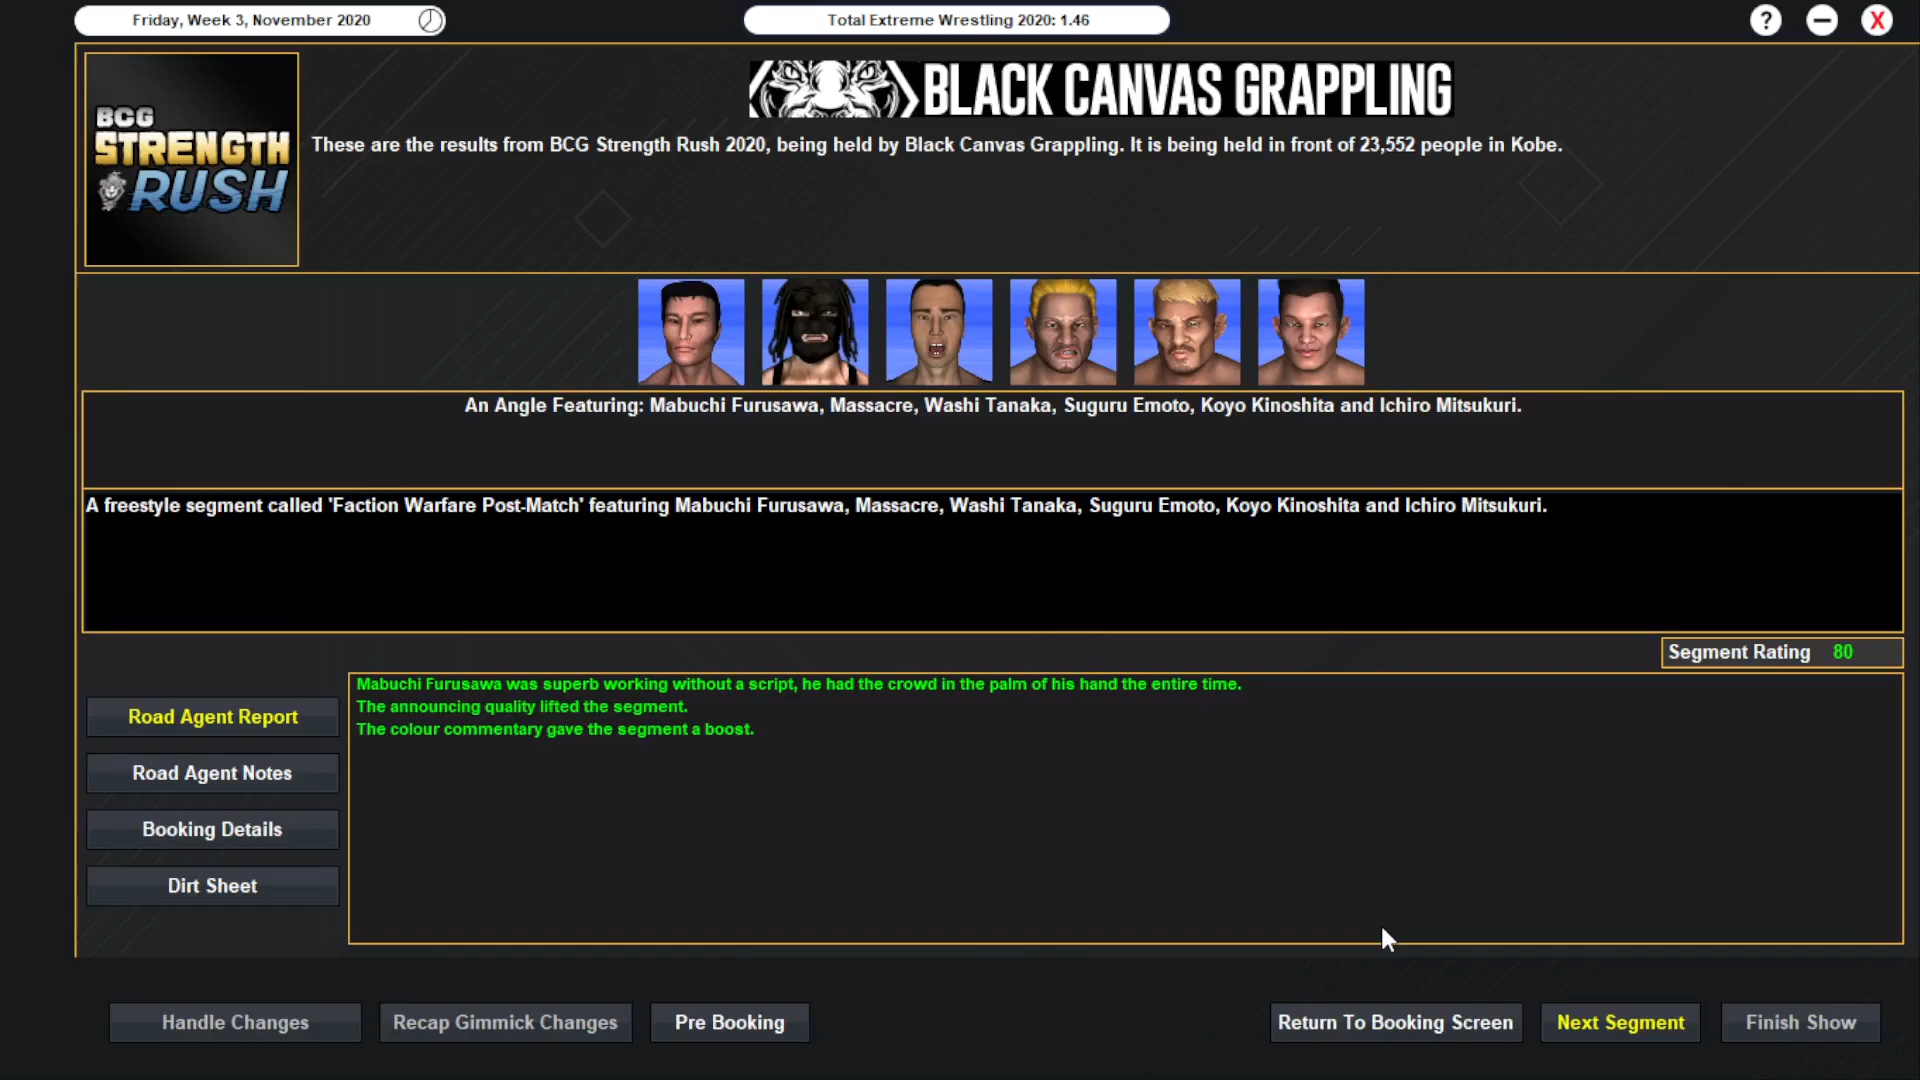 Friday, Week 3, November 2020
Total Extreme Wrestling 2020: 1.46
?
X
BCG
STRENGTH
RUSH
BLACK CANVAS GRAPPLING
These are the results from BCG Strength Rush 2020, being held by Black Canvas Grappling. It is being held in front of 23,552 people in Kobe.
An Angle Featuring: Mabuchi Furusawa, Massacre, Washi Tanaka, Suguru Emoto, Koyo Kinoshita and Ichiro Mitsukuri.
A freestyle segment called 'Faction Warfare Post-Match' featuring Mabuchi Furusawa, Massacre, Washi Tanaka, Suguru Emoto, Koyo Kinoshita and Ichiro Mitsukuri.
Segment Rating 80
Road Agent Report
Road Agent Notes
Booking Details
Dirt Sheet
Mabuchi Furusawa was superb working without a script, he had the crowd in the palm of his hand the entire time.
The announcing quality lifted the segment.
The colour commentary gave the segment a boost.
Handle Changes
Recap Gimmick Changes
Pre Booking
Return To Booking Screen
Next Segment
Finish Show